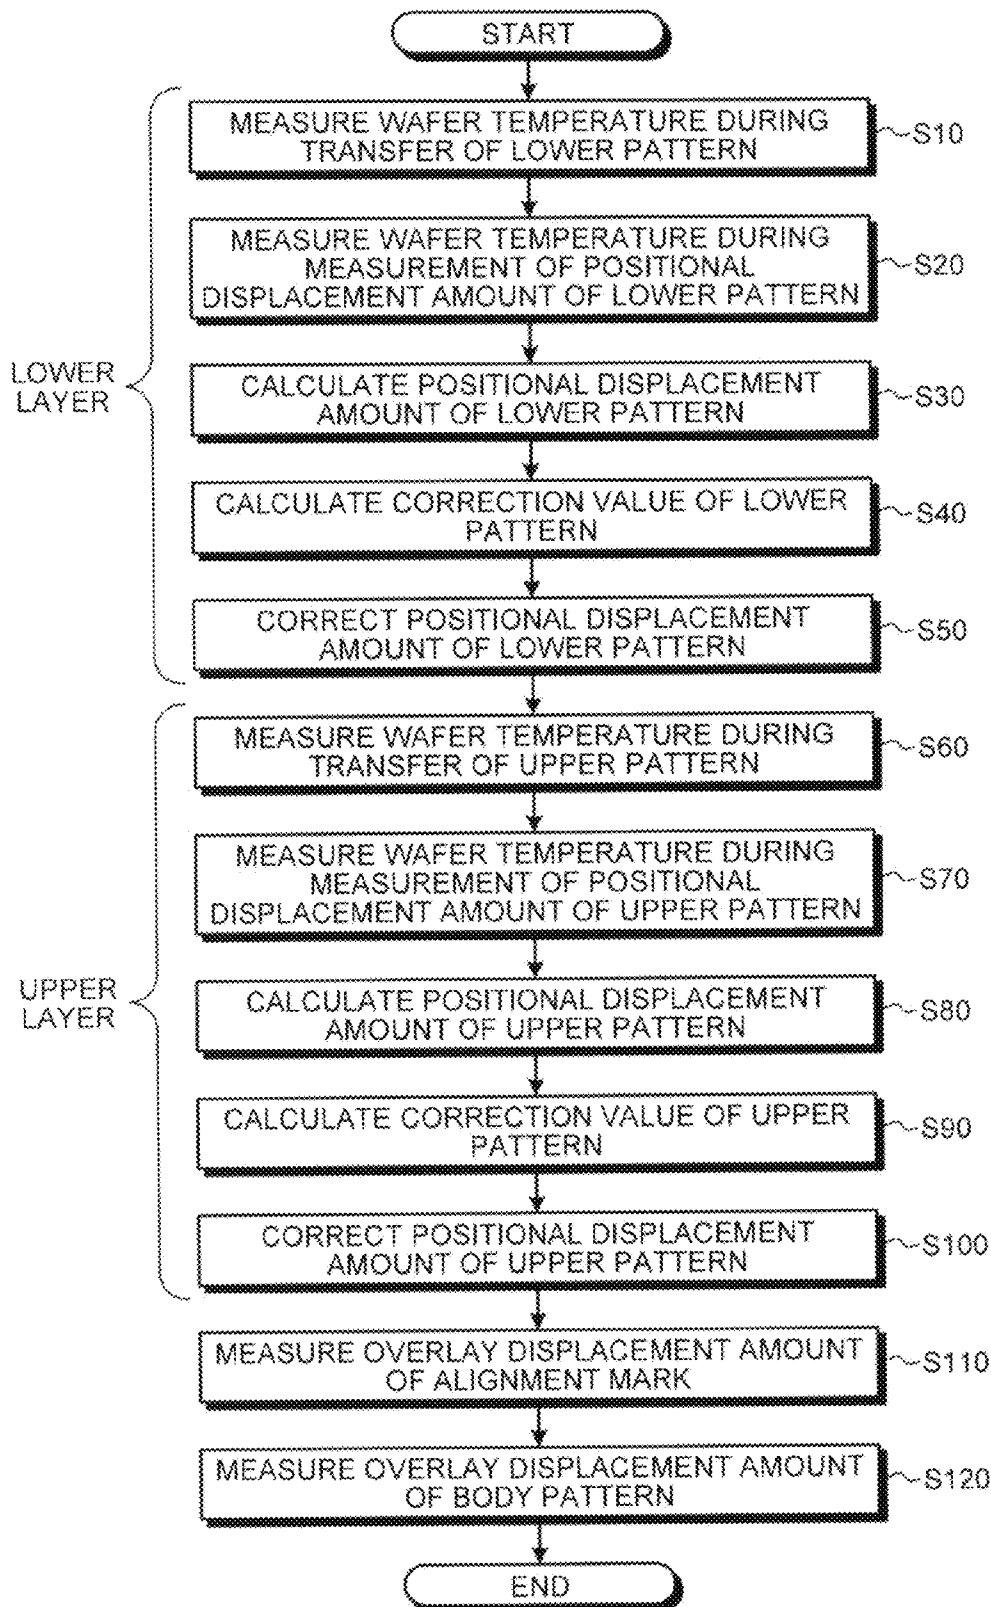 START
MEASURE WAFER TEMPERATURE DURING
TRANSFER OF LOWER PATTERN
S10
MEASURE WAFER TEMPERATURE DURING
MEASUREMENT OF POSITIONAL
DISPLACEMENT AMOUNT OF LOWER PATTERN
S20
LOWER
LAYER
CALCULATE POSITIONAL DISPLACEMENT
AMOUNT OF LOWER PATTERN
S30
CALCULATE CORRECTION VALUE OF LOWER
PATTERN
S40
CORRECT POSITIONAL DISPLACEMENT
AMOUNT OF LOWER PATTERN
S50
MEASURE WAFER TEMPERATURE DURING
TRANSFER OF UPPER PATTERN
S60
MEASURE WAFER TEMPERATURE DURING
MEASUREMENT OF POSITIONAL
DISPLACEMENT AMOUNT OF UPPER PATTERN
S70
UPPER
LAYER
CALCULATE POSITIONAL DISPLACEMENT
AMOUNT OF UPPER PATTERN
S80
CALCULATE CORRECTION VALUE OF UPPER
PATTERN
S90
CORRECT POSITIONAL DISPLACEMENT
AMOUNT OF UPPER PATTERN
S100
MEASURE OVERLAY DISPLACEMENT AMOUNT
OF ALIGNMENT MARK
S110
MEASURE OVERLAY DISPLACEMENT AMOUNT
OF BODY PATTERN
S120
END